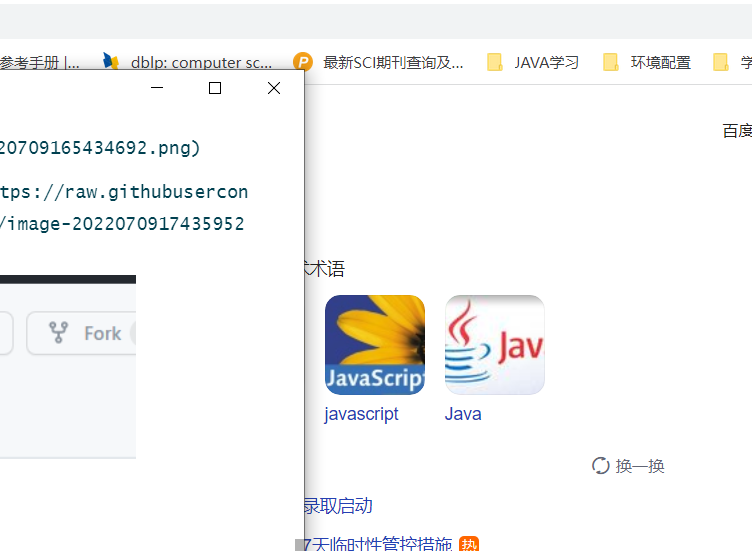 参考手册 |... dblp: computer sc... 最新SCI期刊查询及... JAVA学习 环境配置 学
百度
20709165434692.png)
tps://raw.githubusercon
/image-2022070917435952
术语
Fork
JavaScript
Java
javascript
Java
换一换
录取启动
7天临时性管控措施 热